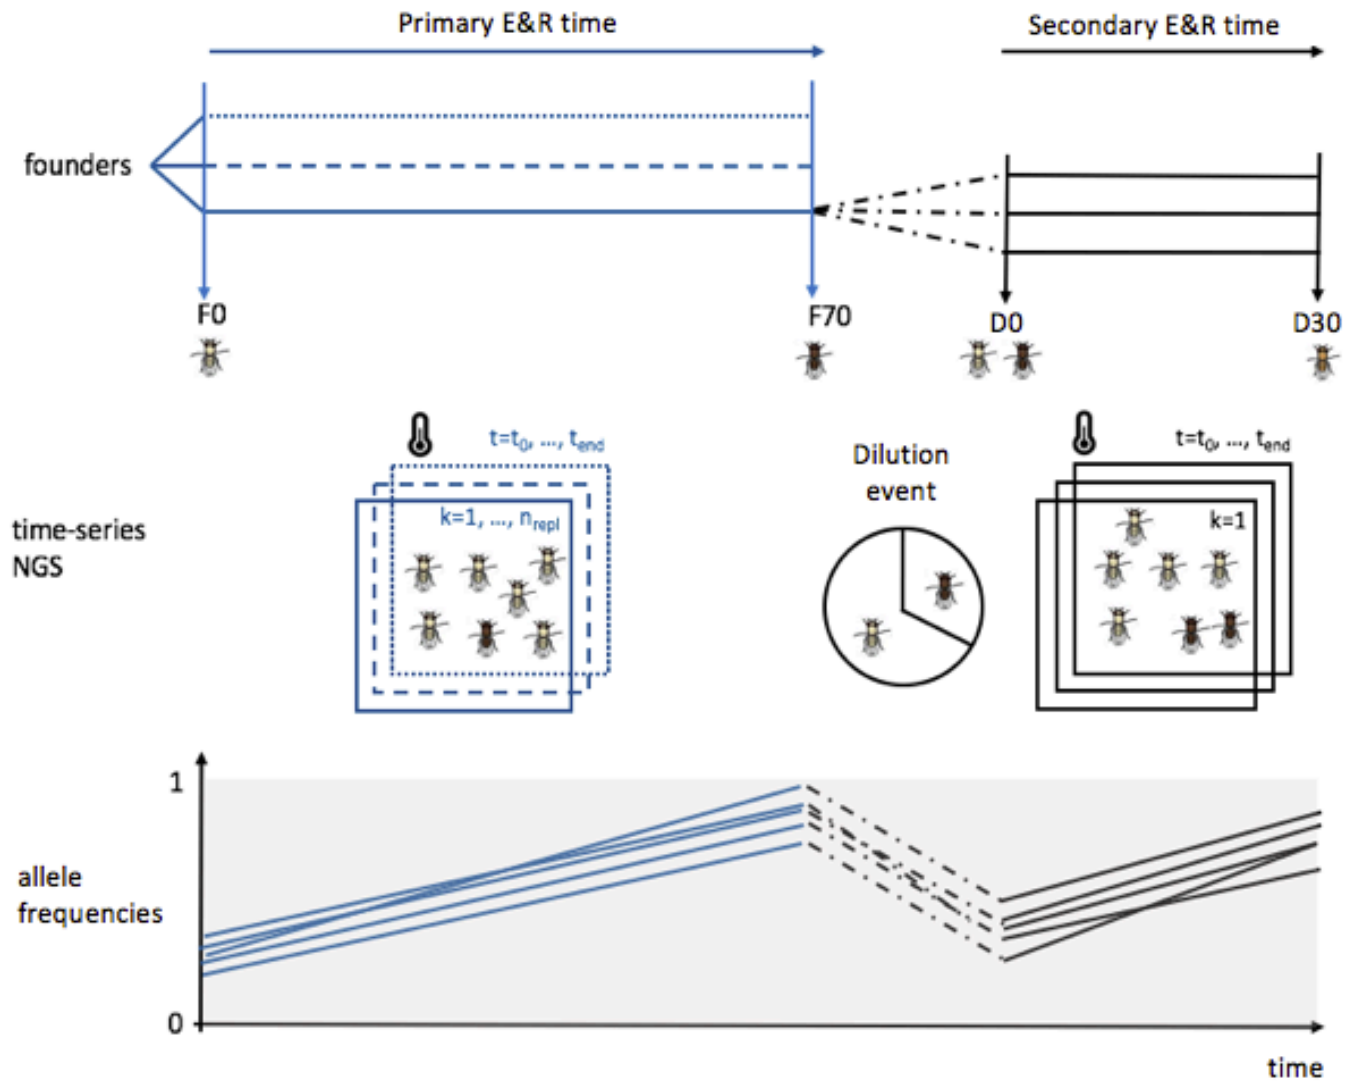 Primary E&R time
Secondary E&R time
founders
F0
F70
D0
D30
t=t0, ..., tend
k=1, ..., nrepl
Dilution
event
t=t0, ..., tend
k=1
time-series
NGS
1
allele
frequencies
0
time